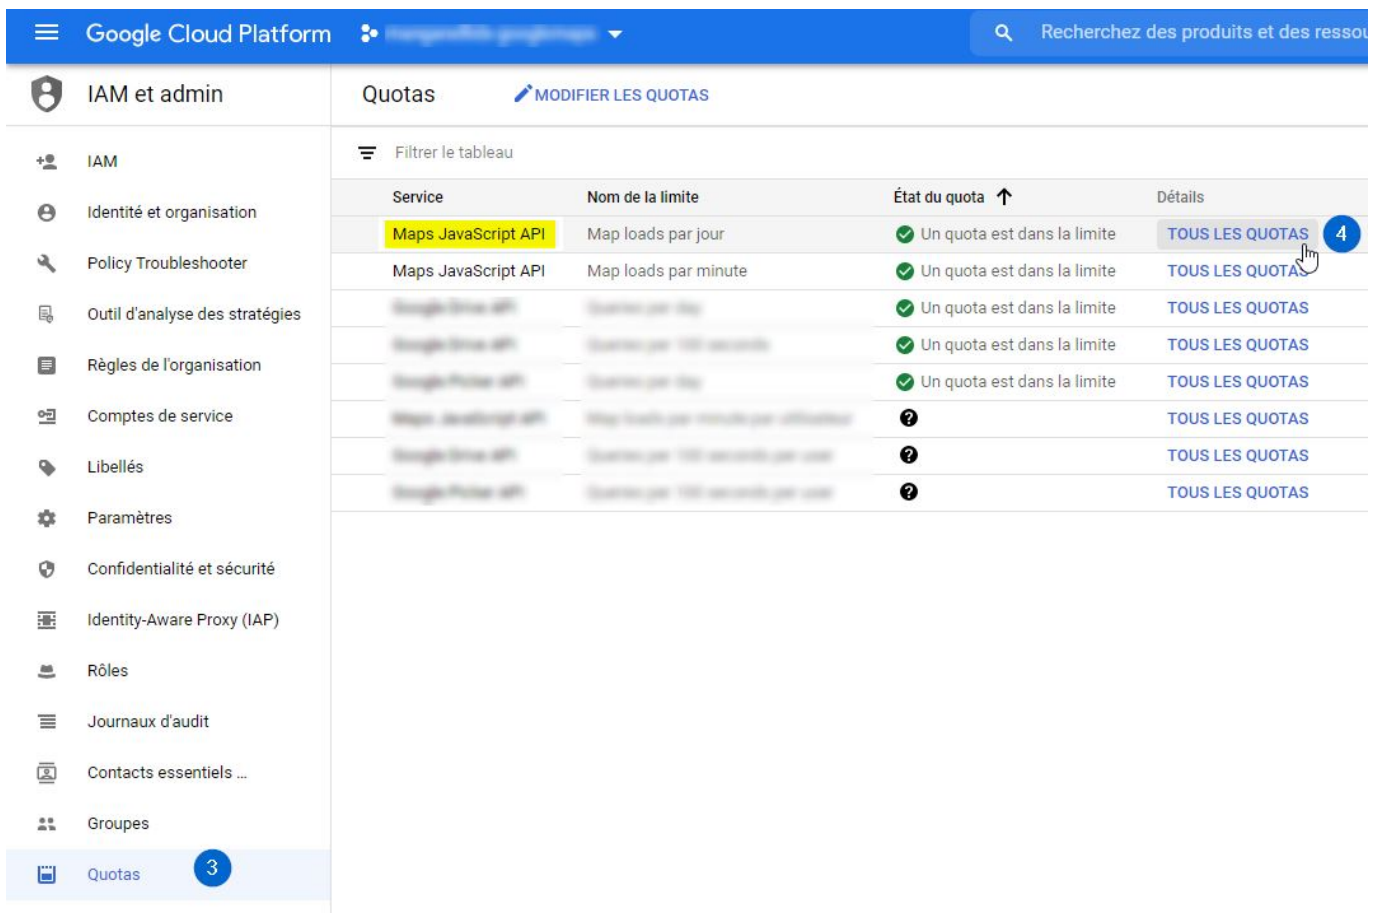 Google Cloud Platform
Recherchez des produits et des ressou
IAM et admin
Quotas
MODIFIER LES QUOTAS
IAM
Identité et organisation
Policy Troubleshooter
Outil d'analyse des stratégies
Règles de l'organisation
Comptes de service
Libellés
Paramètres
Confidentialité et sécurité
Identity-Aware Proxy (IAP)
Rôles
Journaux d'audit
Contacts essentiels ...
Groupes
Quotas 3
Filtrer le tableau
Service Nom de la limite État du quota Détails
Maps JavaScript API Map loads par jour Un quota est dans la limite TOUS LES QUOTAS 4
Maps JavaScript API Map loads par minute Un quota est dans la limite TOUS LES QUOTAS
Un quota est dans la limite TOUS LES QUOTAS
Un quota est dans la limite TOUS LES QUOTAS
Un quota est dans la limite TOUS LES QUOTAS
TOUS LES QUOTAS
TOUS LES QUOTAS
TOUS LES QUOTAS